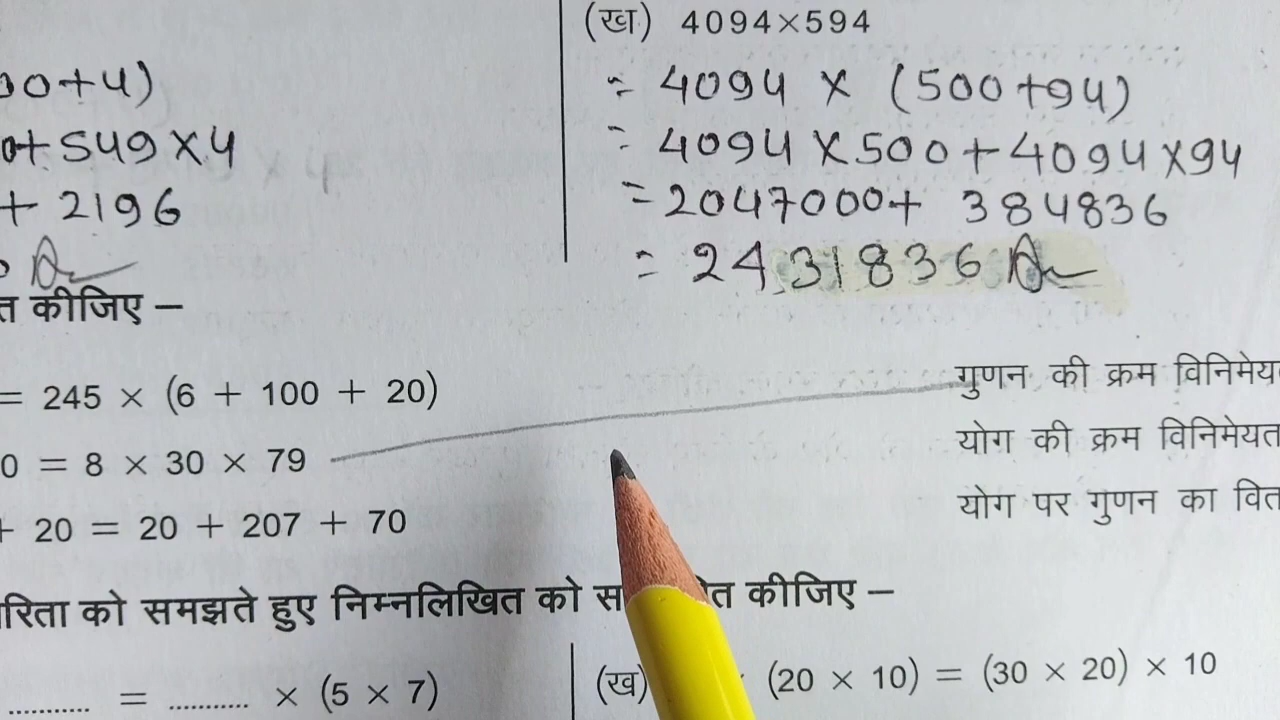 00+4)
0+ 549 × 4
+ 2196
(ख) 4094×594
= 4094 × (500+94)
= 4094 × 500 + 4094 × 94
= 2047000 + 384836
= 2431836
त कीजिए –
= 245 × (6 + 100 + 20)
गुणन की क्रम विनिमेय
0 = 8 × 30 × 79
योग की क्रम विनिमेयत
+ 20 = 20 + 207 + 70
योग पर गुणन का वित
रिता को समझते हुए निम्नलिखित को कीजिए –
.......... = .......... × (5 × 7)
(ख) (20 × 10) = (30 × 20) × 10